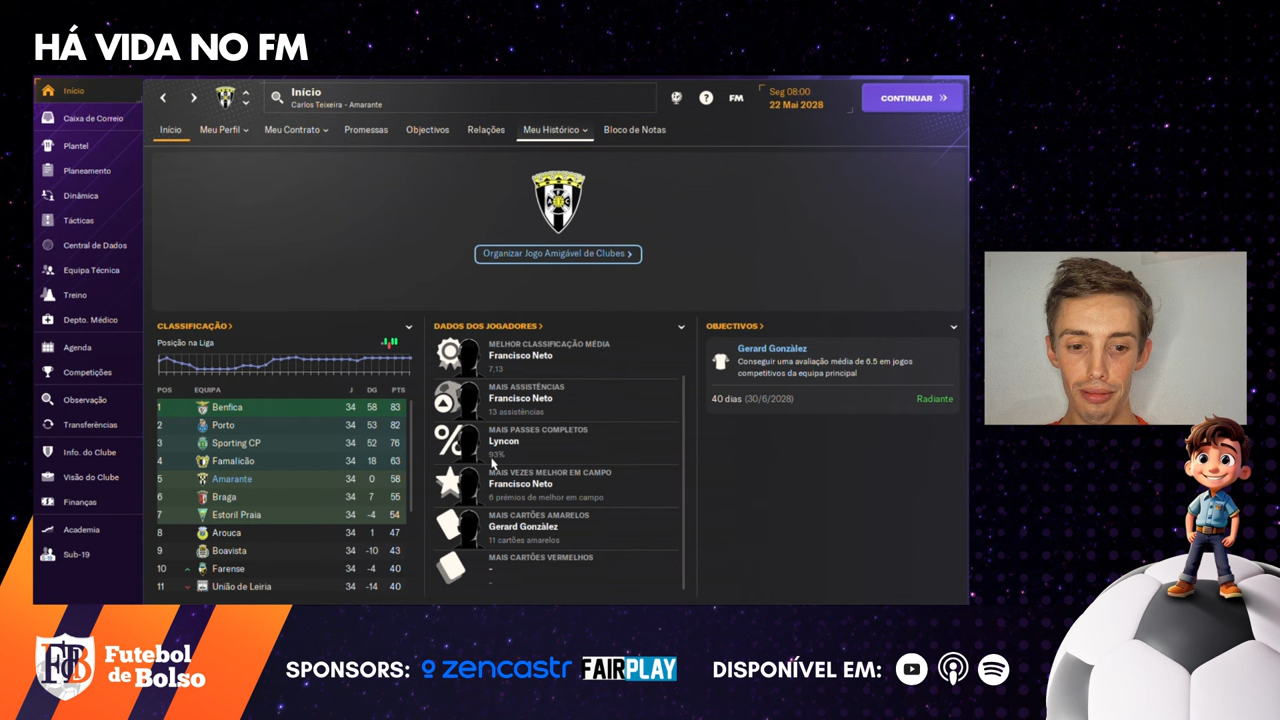 HÁ VIDA NO FM
Início
Caixa de Correio
Plantel
Planeamento
Dinâmica
Tácticas
Central de Dados
Equipa Técnica
Treino
Depto. Médico
Agenda
Competições
Observação
Transferências
Info. do Clube
Visão do Clube
Finanças
Academia
Sub-19
Início
Carlos Teixeira - Amarante
?
FM
Seg 08:00
22 Mai 2028
CONTINUAR
Início Meu Perfil Meu Contrato Promessas Objectivos Relações Meu Histórico Bloco de Notas
Organizar Jogo Amigável de Clubes >
CLASSIFICAÇÃO >
Posição na Liga
POS EQUIPA J DG PTS
1 Benfica 34 58 83
2 Porto 34 53 82
3 Sporting CP 34 52 76
4 Famalicão 34 18 63
5 Amarante 34 0 58
6 Braga 34 7 55
7 Estoril Praia 34 -4 54
8 Arouca 34 1 47
9 Boavista 34 -10 43
10 Farense 34 -4 40
11 União de Leiria 34 -14 40
DADOS DOS JOGADORES >
MELHOR CLASSIFICAÇÃO MÉDIA
Francisco Neto
7,13
MAIS ASSISTÊNCIAS
Francisco Neto
13 assistências
MAIS PASSES COMPLETOS
Lyncon
93%
MAIS VEZES MELHOR EM CAMPO
Francisco Neto
6 prémios de melhor em campo
MAIS CARTÕES AMARELOS
Gerard Gonzàlez
11 cartões amarelos
MAIS CARTÕES VERMELHOS
-
-
OBJECTIVOS >
Gerard Gonzàlez
Conseguir uma avaliação média de 6.5 em jogos
competitivos da equipa principal
40 dias (30/6/2028) Radiante
FdB
Futebol
de Bolso
SPONSORS: zencastr FAIRPLAY
DISPONÍVEL EM: